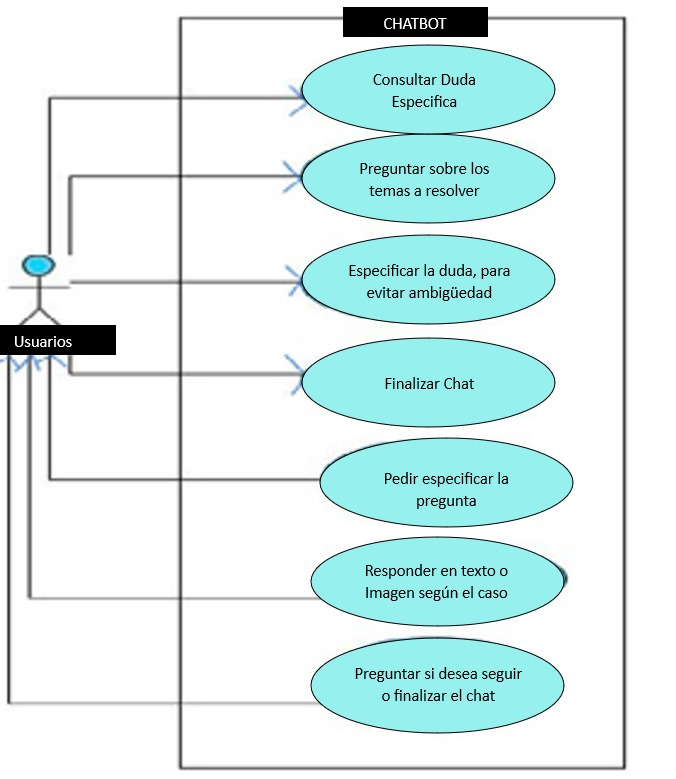 CHATBOT
Consultar Duda
Especifica
Preguntar sobre los
temas a resolver
Especificar la duda, para
evitar ambigüedad
Usuarios
Finalizar Chat
Pedir especificar la
pregunta
Responder en texto o
Imagen según el caso
Preguntar si desea seguir
o finalizar el chat